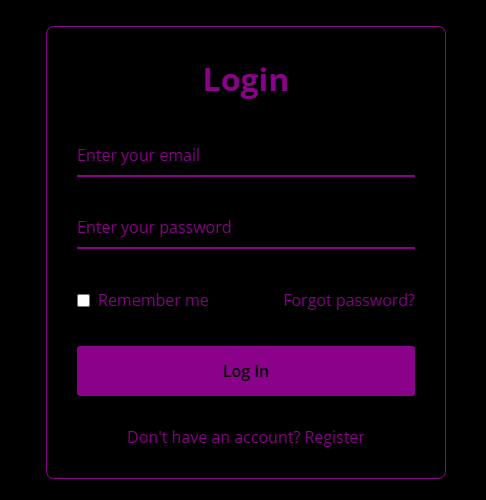 Login
Enter your email
Enter your password
Remember me Forgot password?
Log In
Don't have an account? Register